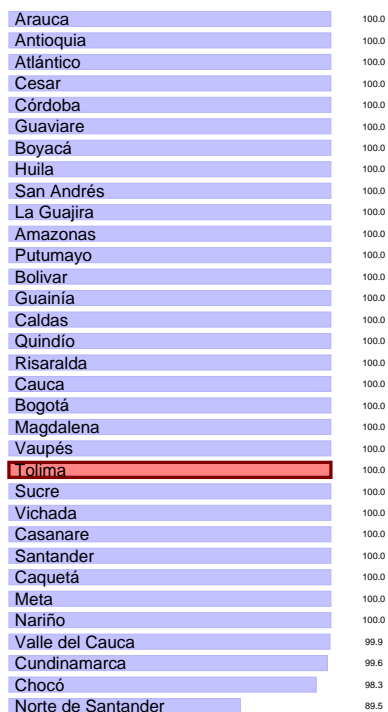 Arauca 100.0
Antioquia 100.0
Atlántico 100.0
Cesar 100.0
Córdoba 100.0
Guaviare 100.0
Boyacá 100.0
Huila 100.0
San Andrés 100.0
La Guajira 100.0
Amazonas 100.0
Putumayo 100.0
Bolivar 100.0
Guainía 100.0
Caldas 100.0
Quindío 100.0
Risaralda 100.0
Cauca 100.0
Bogotá 100.0
Magdalena 100.0
Vaupés 100.0
Tolima 100.0
Sucre 100.0
Vichada 100.0
Casanare 100.0
Santander 100.0
Caquetá 100.0
Meta 100.0
Nariño 100.0
Valle del Cauca 99.9
Cundinamarca 99.6
Chocó 98.3
Norte de Santander 89.5